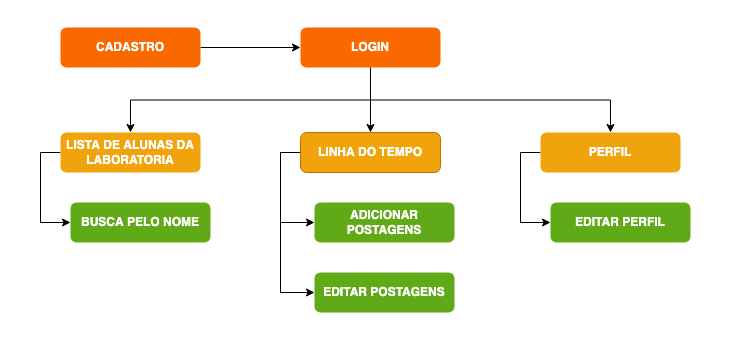 CADASTRO
LOGIN
LISTA DE ALUNAS DA
LABORATORIA
LINHA DO TEMPO
PERFIL
BUSCA PELO NOME
ADICIONAR
POSTAGENS
EDITAR PERFIL
EDITAR POSTAGENS